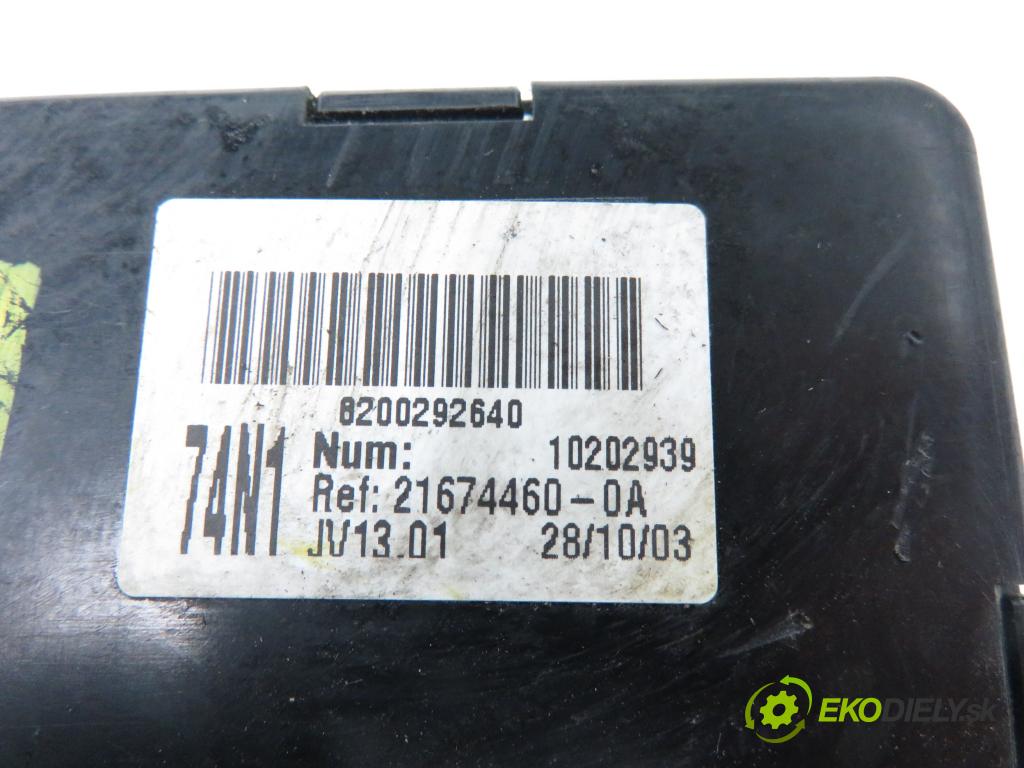 8200292640
74N1
Num: 10202939
Ref: 21674460-0A
JV13.01 28/10/03
EKODIELY.sk